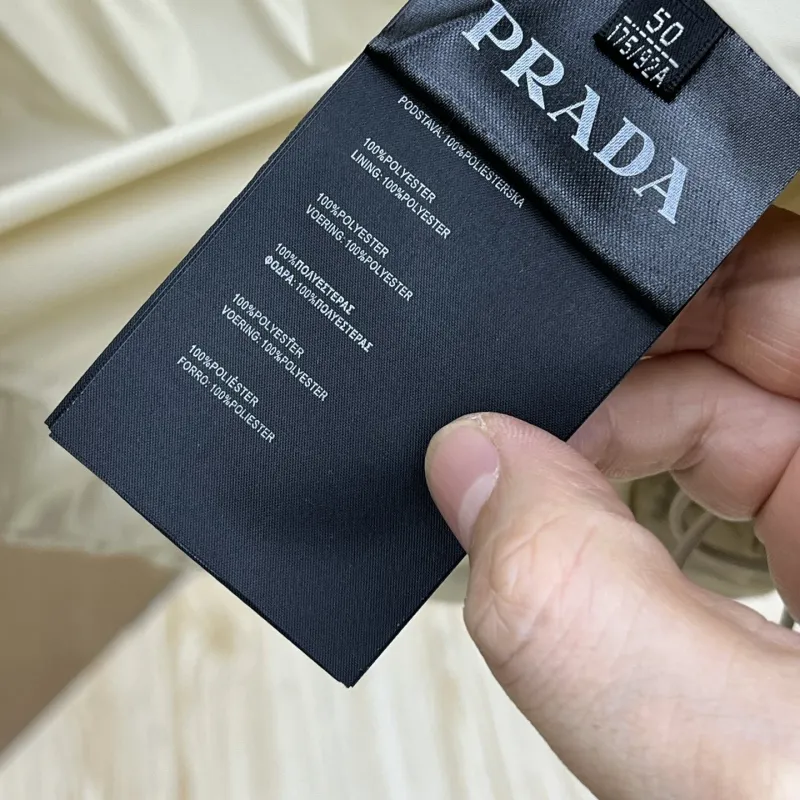 50
175/92A
PRADA
PODSTAVA: 100%POLIESTERSKA
100%POLYESTER
LINING: 100%POLYESTER
100%POLYESTER
VOERING: 100%POLYESTER
100%ΠΟΛΥΕΣΤΕΡΑΣ
ΦΟΔΡΑ: 100%ΠΟΛΥΕΣΤΕΡΑΣ
100%POLYESTER
VOERING: 100%POLYESTER
100%POLIÉSTER
FORRO: 100%POLIESTER